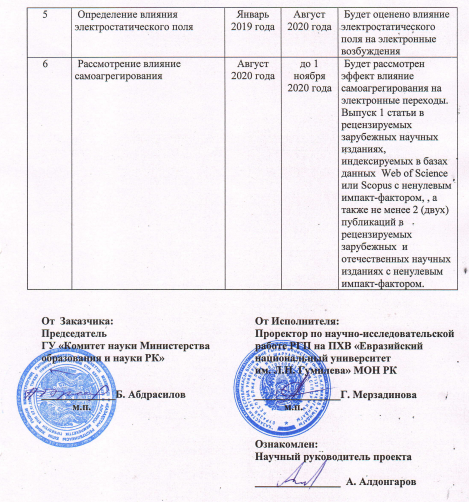 5 Определение влияния Январь Август Будет оценено влияние
электростатического поля 2019 года 2020 года электростатического
поля на электронные
возбуждения
6 Рассмотрение влияние Август до 1 Будет рассмотрен
самоагрегирования 2020 года ноября эффект влияние
2020 года самоагрегирования на
электронные переходы.
Выпуск 1 статьи в
рецензируемых
зарубежных научных
изданиях,
индексируемых в базах
данных Web of Science
или Scopus с ненулевым
импакт-фактором, , а
также не менее 2 (двух)
публикаций в
рецензируемых
зарубежных и
отечественных научных
изданиях с ненулевым
импакт-фактором.
От Заказчика: От Исполнителя:
Председатель Проректор по научно-исследовательской
ГУ «Комитет науки Министерства работе РГП на ПХВ «Евразийский
образования и науки РК» национальный университет
им. Л.Н. Гумилева» МОН РК
Б. Абдрасилов Г. Мерзадинова
м.п. м.п.
Ознакомлен:
Научный руководитель проекта
А. Алдонгаров